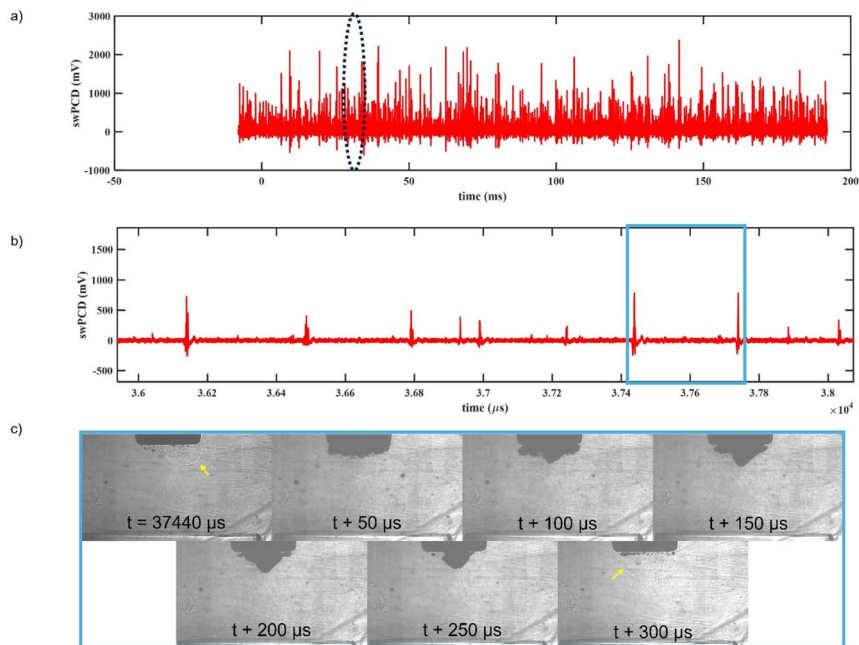 a)
3000
2000
1000
0
-1000
swPCD (mV)
-50 0 50 100 150 200
time (ms)
b)
1500
1000
500
0
-500
swPCD (mV)
3.6 3.62 3.64 3.66 3.68 3.7 3.72 3.74 3.76 3.78 3.8
time (μs)
×10⁴
c)
t = 37440 μs
t + 50 μs
t + 100 μs
t + 150 μs
t + 200 μs
t + 250 μs
t + 300 μs